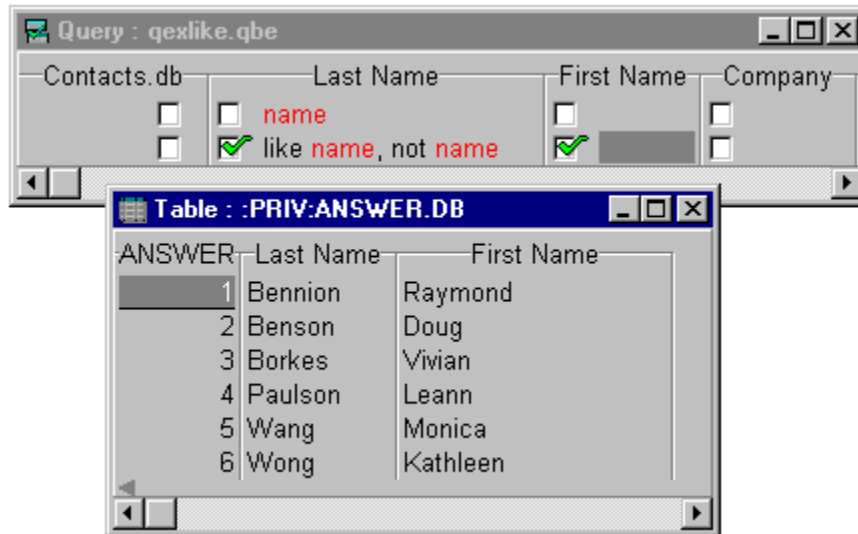 Query : qexlike.qbe
Contacts.db Last Name First Name Company
name
like name, not name
Table : :PRIV:ANSWER.DB
ANSWER Last Name First Name
1 Bennion Raymond
2 Benson Doug
3 Borkes Vivian
4 Paulson Leann
5 Wang Monica
6 Wong Kathleen